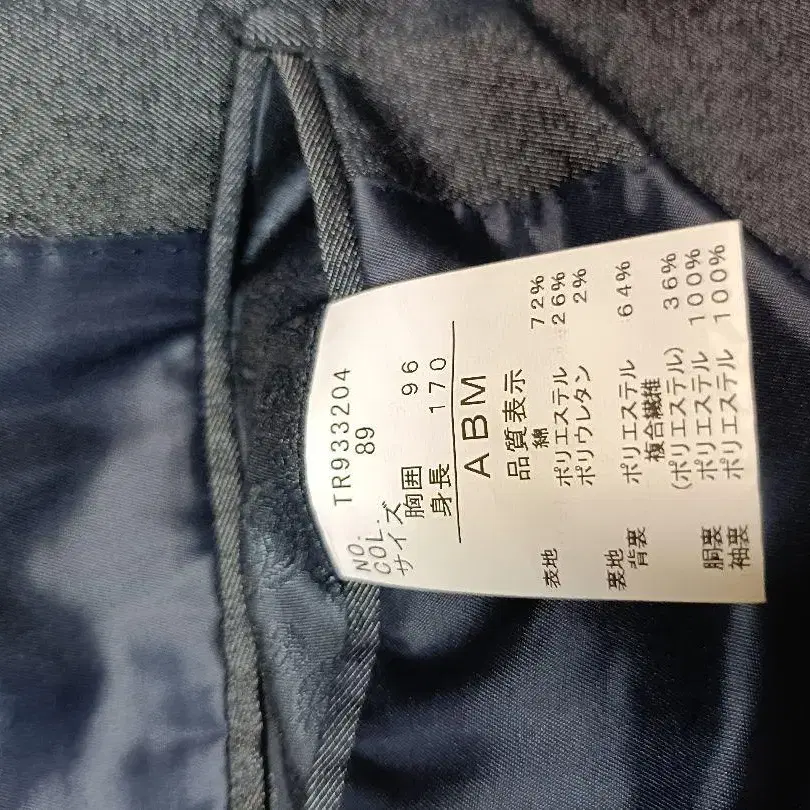 NO. TR933204
COL. 89
サイズ
胸囲 96
身長 170
ABM
品質表示
表地 綿 72%
ポリエステル 26%
ポリウレタン 2%
裏地
背裏 ポリエステル 64%
複合繊維
(ポリエステル) 36%
胴裏 ポリエステル 100%
袖裏 ポリエステル 100%